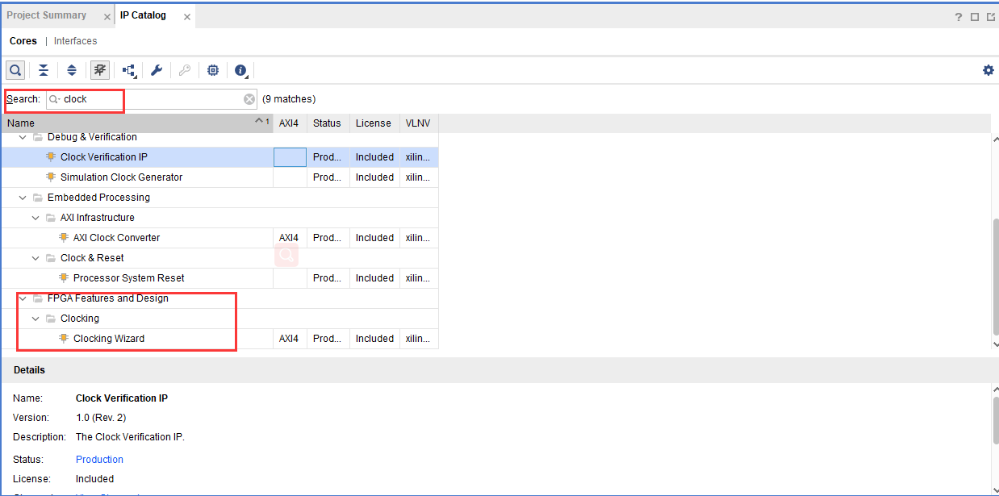 Project Summary × IP Catalog ×
Cores | Interfaces
Search: clock (9 matches)
Name 1 AXI4 Status License VLNV
Debug & Verification
Clock Verification IP Prod... Included xilin...
Simulation Clock Generator Prod... Included xilin...
Embedded Processing
AXI Infrastructure
AXI Clock Converter AXI4 Prod... Included xilin...
Clock & Reset
Processor System Reset Prod... Included xilin...
FPGA Features and Design
Clocking
Clocking Wizard AXI4 Prod... Included xilin...
Details
Name: Clock Verification IP
Version: 1.0 (Rev. 2)
Description: The Clock Verification IP.
Status: Production
License: Included